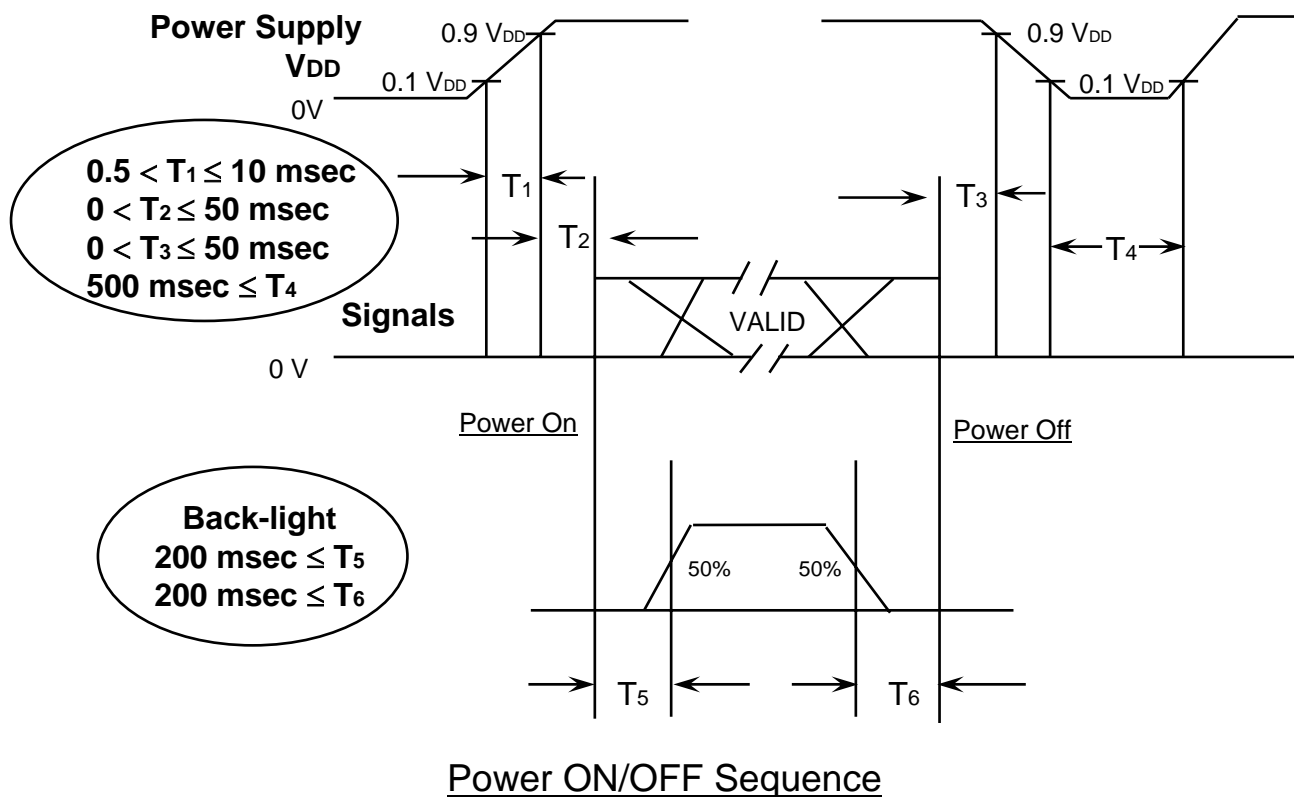 Power Supply
VDD
0.9 VDD
0.1 VDD
0V
0.9 VDD
0.1 VDD
0.5 < T1 ≤ 10 msec
0 < T2 ≤ 50 msec
0 < T3 ≤ 50 msec
500 msec ≤ T4
T1
T2
T3
T4
Signals
VALID
0 V
Power On
Power Off
Back-light
200 msec ≤ T5
200 msec ≤ T6
50%
50%
T5
T6
Power ON/OFF Sequence